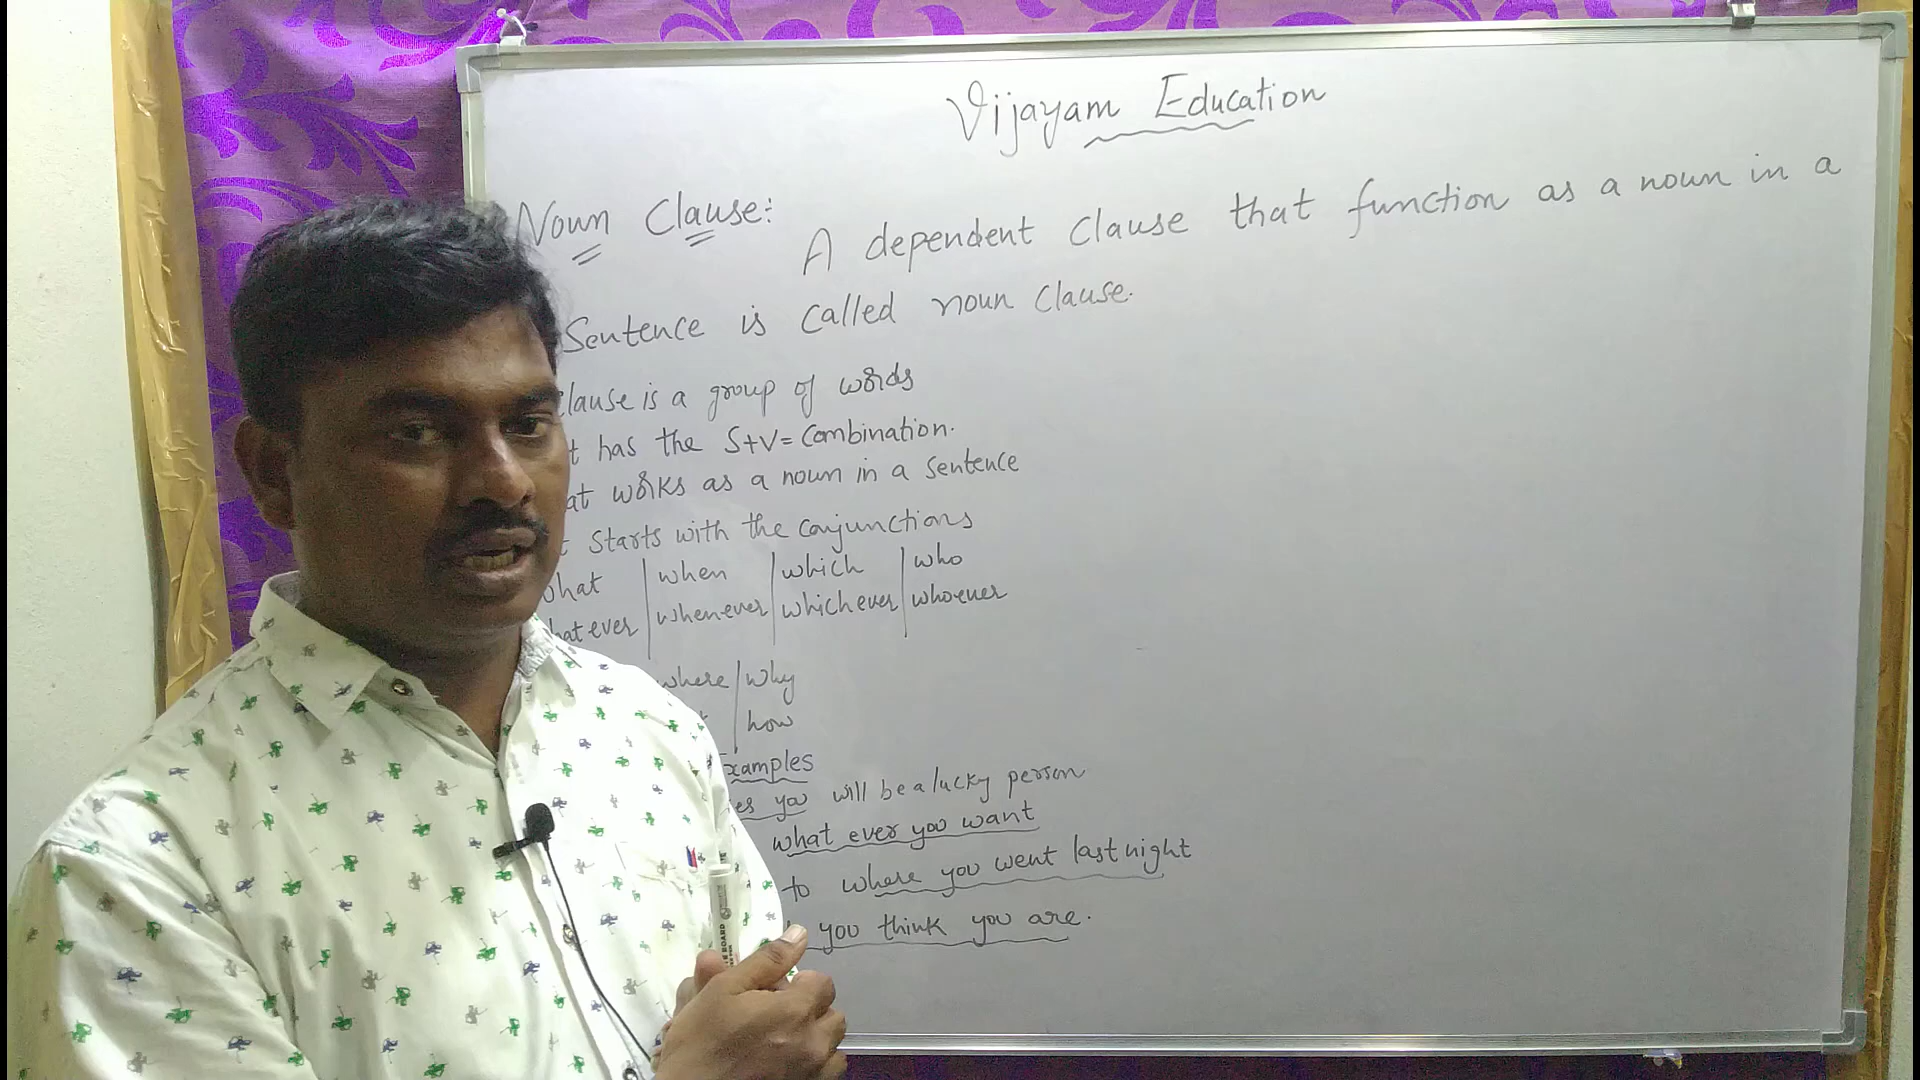 Vijayam Education
Noun Clause:
A dependent clause that function as a noun in a
Sentence is called noun clause.
clause is a group of words
has the S+V= Combination.
works as a noun in a sentence
Starts with the conjunctions
when which who
whenever whichever whoever
where why
how
Examples
you will be a lucky person
what ever you want
to where you went last night
you think you are.